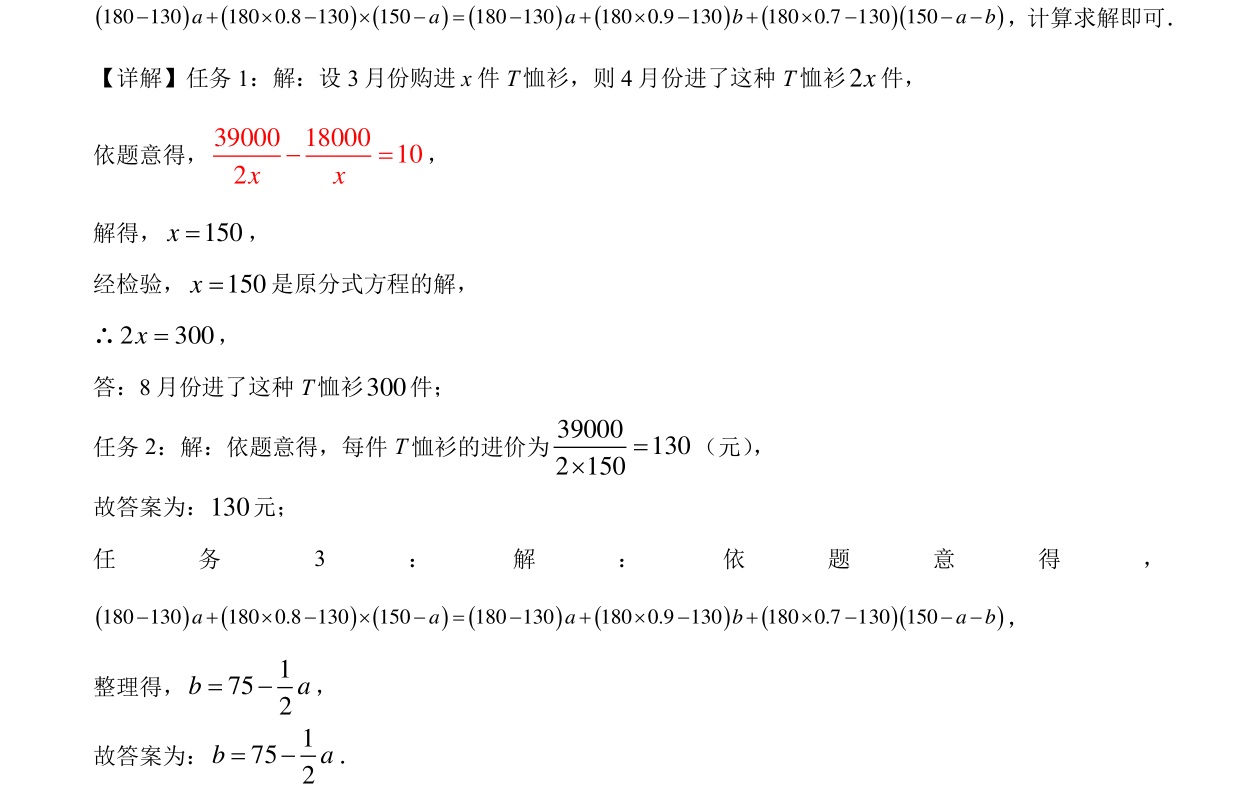 (180−130)a+(180×0.8−130)×(150−a)=(180−130)a+(180×0.9−130)b+(180×0.7−130)(150−a−b)，计算求解即可．
【详解】任务 1：解：设 3 月份购进 x 件 T恤衫，则 4 月份进了这种 T恤衫 2x 件，
依题意得，39000/2x − 18000/x = 10，
解得，x = 150，
经检验，x = 150 是原分式方程的解，
∴ 2x = 300，
答：8 月份进了这种 T恤衫 300 件；
任务 2：解：依题意得，每件 T恤衫的进价为 39000/(2×150) = 130（元），
故答案为：130 元；
任务 3：解：依题意得，
(180−130)a+(180×0.8−130)×(150−a)=(180−130)a+(180×0.9−130)b+(180×0.7−130)(150−a−b)，
整理得，b = 75 − 1/2 a，
故答案为：b = 75 − 1/2 a．